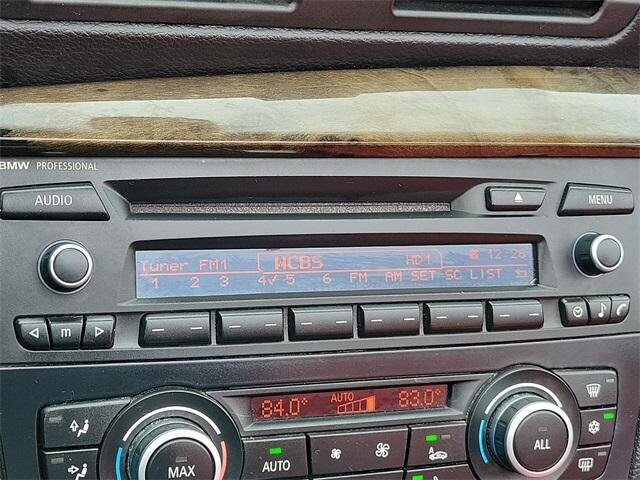 BMW PROFESSIONAL
AUDIO
MENU
Tuner FM1 WCBS HD1 12:26
1 2 3 4√ 5 6 FM AM SET SC LIST
m
84.0° AUTO 83.0°
MAX
AUTO
ALL